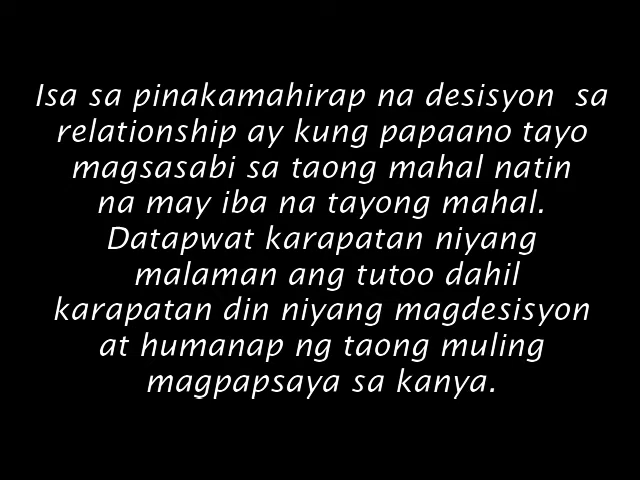 Isa sa pinakamahirap na desisyon  sa
relationship ay kung papaano tayo
magsasabi sa taong mahal natin
na may iba na tayong mahal.
Datapwat karapatan niyang
malaman ang tutoo dahil
karapatan din niyang magdesisyon
at humanap ng taong muling
magpapsaya sa kanya.